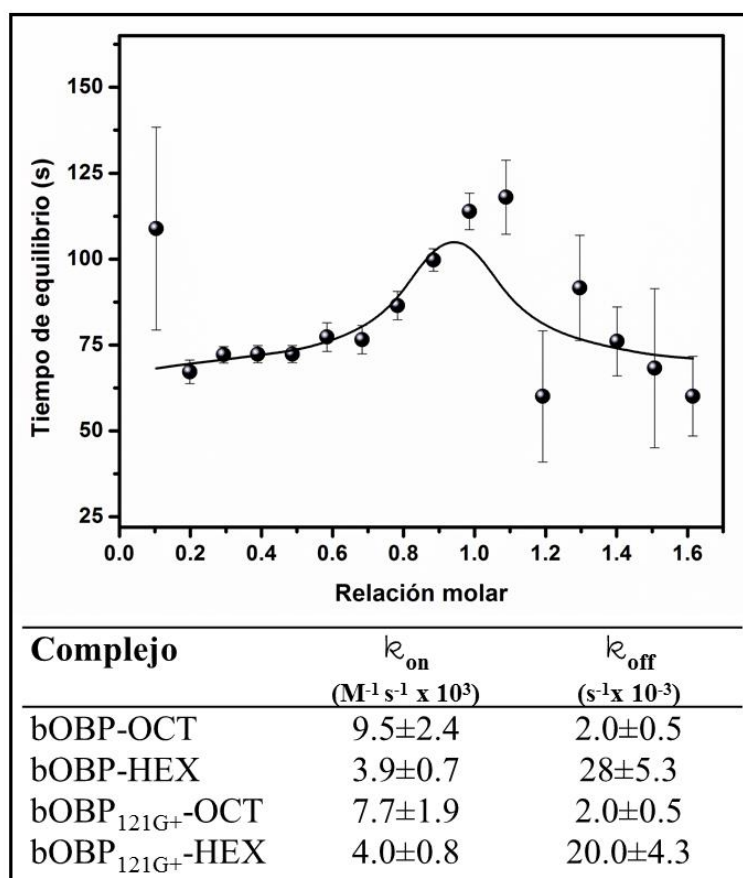 150
125
100
75
50
25
Tiempo de equilibrio (s)
0.0 0.2 0.4 0.6 0.8 1.0 1.2 1.4 1.6
Relación molar
Complejo k on k off
(M⁻¹ s⁻¹ x 10³) (s⁻¹x 10⁻³)
bOBP-OCT 9.5±2.4 2.0±0.5
bOBP-HEX 3.9±0.7 28±5.3
bOBP₁₂₁G₊-OCT 7.7±1.9 2.0±0.5
bOBP₁₂₁G₊-HEX 4.0±0.8 20.0±4.3